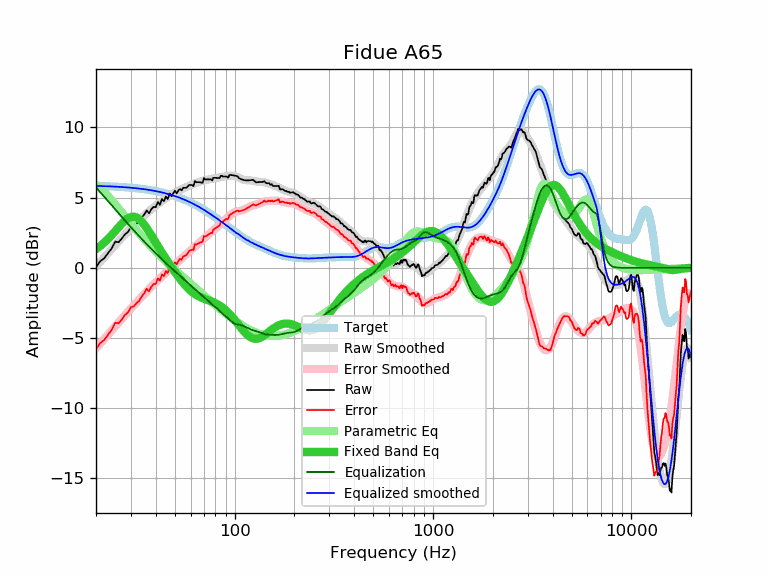 Fidue A65
10
5
0
−5
−10
−15
Amplitude (dBr)
Target
Raw Smoothed
Error Smoothed
Raw
Error
Parametric Eq
Fixed Band Eq
Equalization
Equalized smoothed
100
1000
10000
Frequency (Hz)